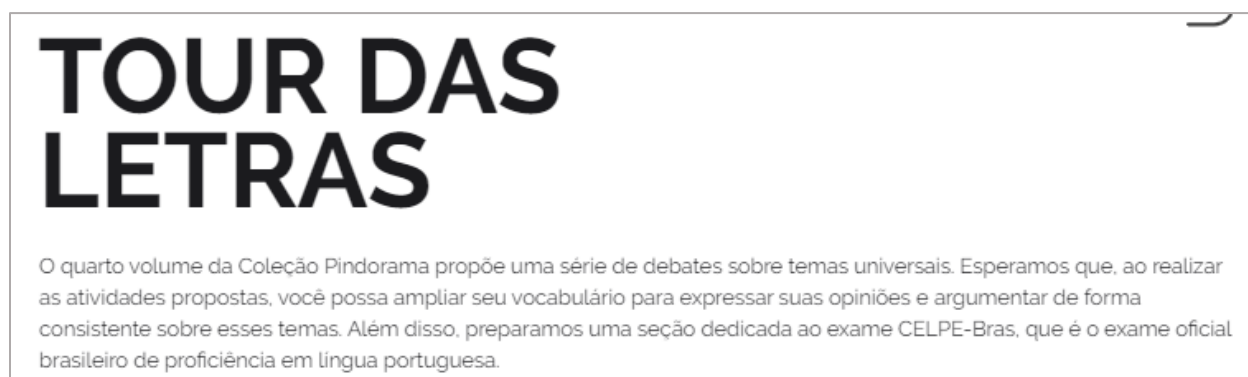 TOUR DAS
LETRAS
O quarto volume da Coleção Pindorama propõe uma série de debates sobre temas universais. Esperamos que, ao realizar
as atividades propostas, você possa ampliar seu vocabulário para expressar suas opiniões e argumentar de forma
consistente sobre esses temas. Além disso, preparamos uma seção dedicada ao exame CELPE-Bras, que é o exame oficial
brasileiro de proficiência em língua portuguesa.